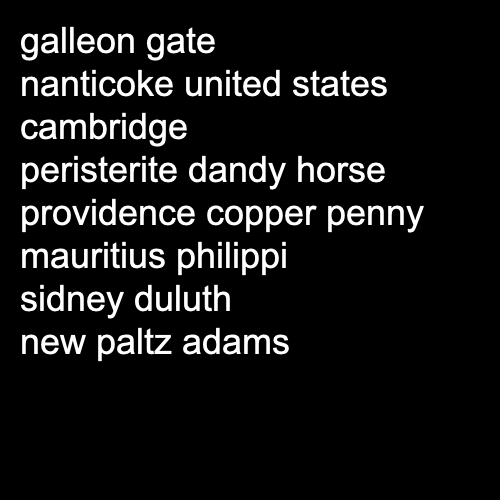 galleon gate
nanticoke united states
cambridge
peristerite dandy horse
providence copper penny
mauritius philippi
sidney duluth
new paltz adams